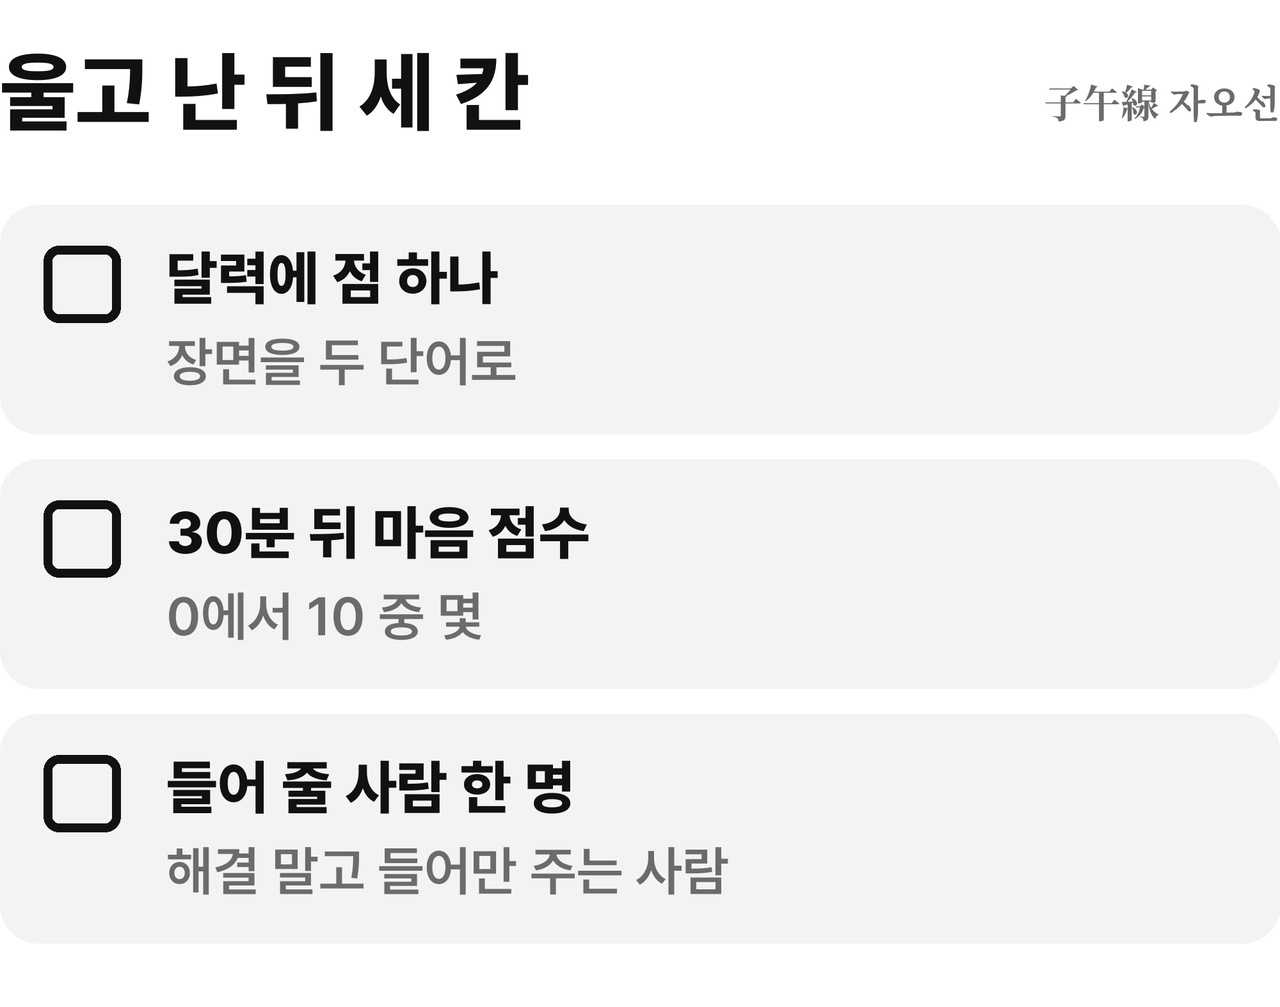 울고 난 뒤 세 칸
子午線 자오선
달력에 점 하나
장면을 두 단어로
30분 뒤 마음 점수
0에서 10 중 몇
들어 줄 사람 한 명
해결 말고 들어만 주는 사람